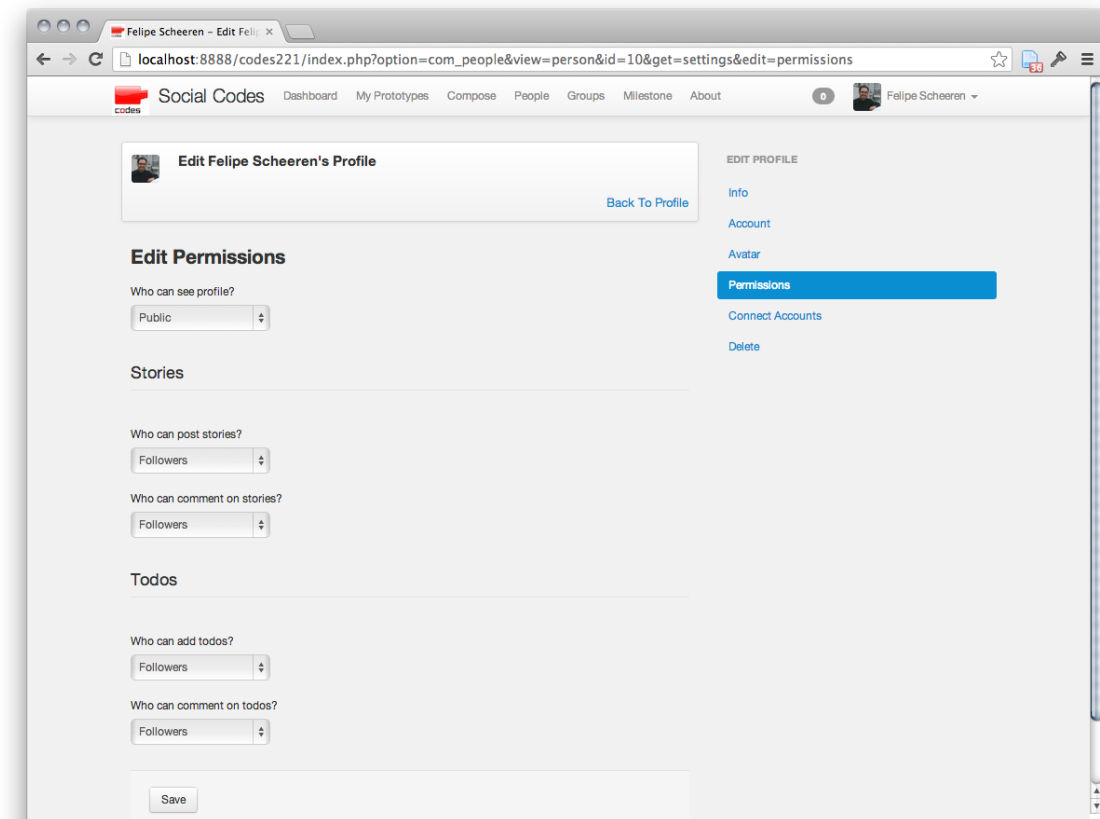 Felipe Scheeren – Edit Feli
localhost:8888/codes221/index.php?option=com_people&view=person&id=10&get=settings&edit=permissions
36
codes
Social Codes Dashboard My Prototypes Compose People Groups Milestone About 0 Felipe Scheeren
Edit Felipe Scheeren's Profile
Back To Profile
Edit Permissions
Who can see profile?
Public
Stories
Who can post stories?
Followers
Who can comment on stories?
Followers
Todos
Who can add todos?
Followers
Who can comment on todos?
Followers
Save
EDIT PROFILE
Info
Account
Avatar
Permissions
Connect Accounts
Delete